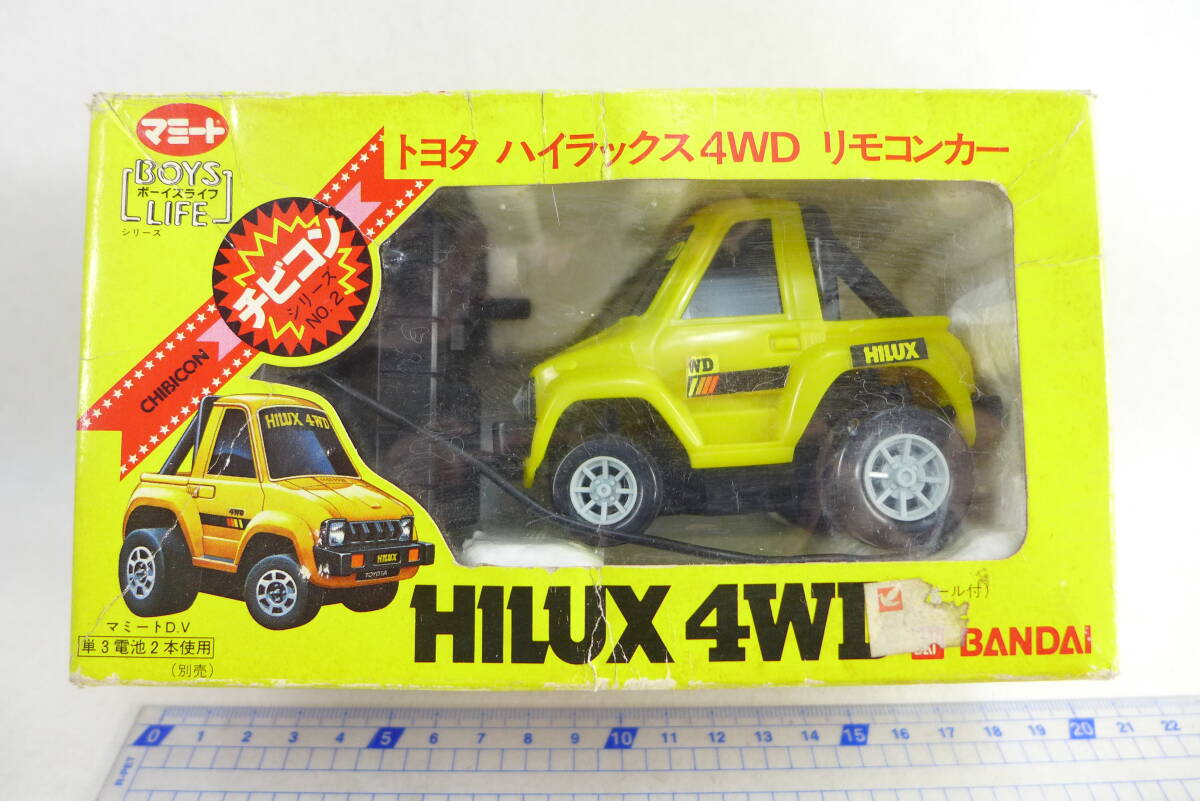 マミート
BOYS
ボーイズライフ
LIFE
シリーズ
トヨタ ハイラックス4WD リモコンカー
チビコン
シリーズ
NO.2
CHIBICON
HILUX 4WD
4WD
HILUX
TOYOTA
WD
HILUX
マミートD.V
単3電池2本使用
(別売)
HILUX 4W
ール付)
BANDAI
0 1 2 3 4 5 6 7 8 9 10 11 12 13 14 15 16 17 18 19 20 21 22
R-PET